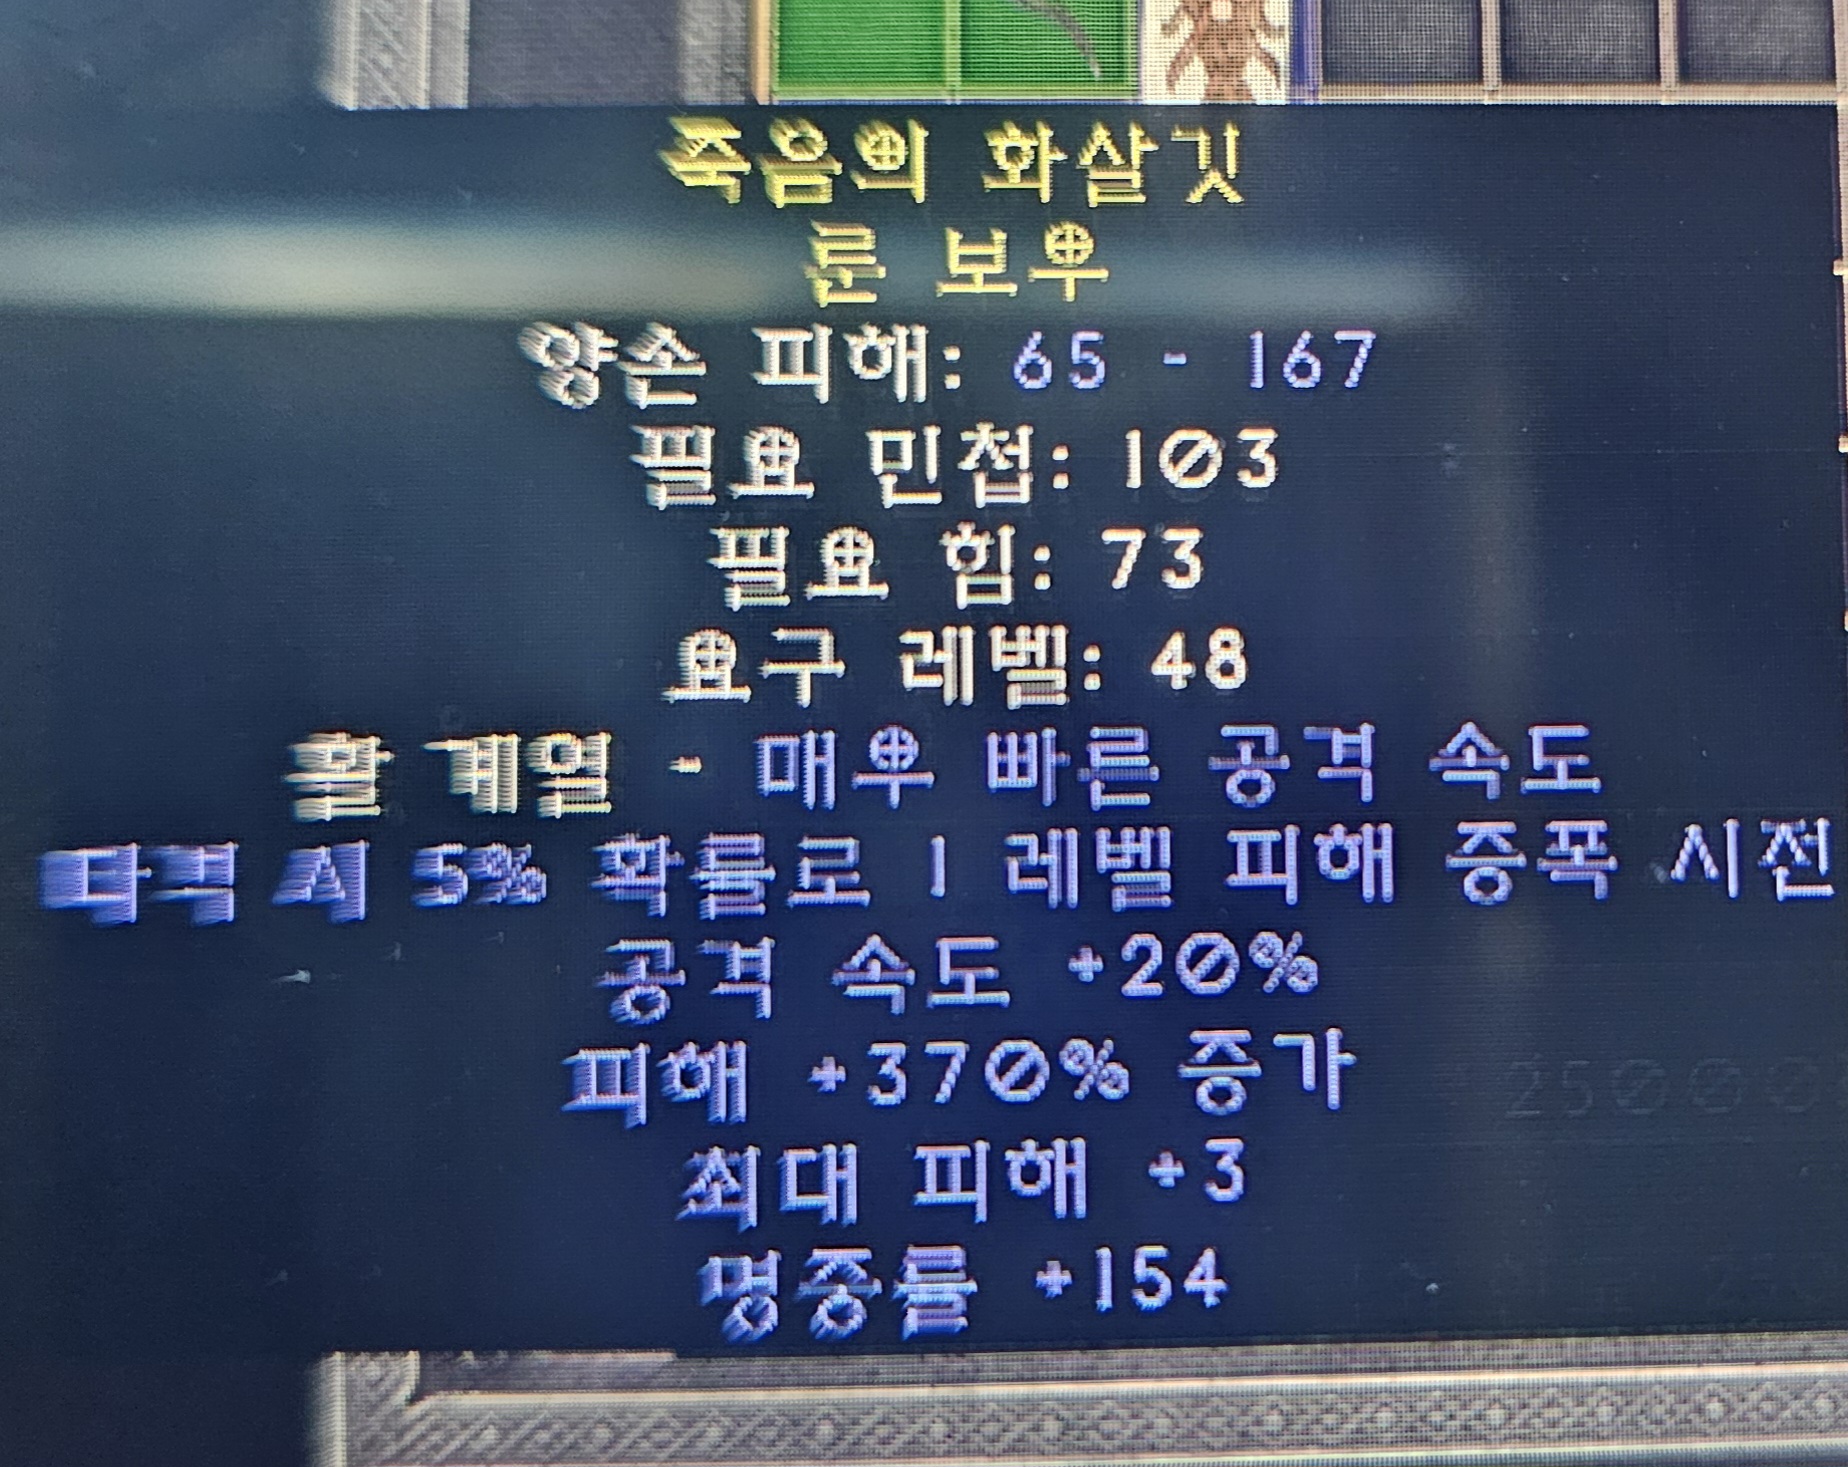 죽음의 화살깃
룬 보우
양손 피해: 65 - 167
필요 민첩: 103
필요 힘: 73
요구 레벨: 48
활 계열 - 매우 빠른 공격 속도
타격 시 5% 확률로 1 레벨 피해 증폭 시전
공격 속도 +20%
피해 +370% 증가
최대 피해 +3
명중률 +154
25000